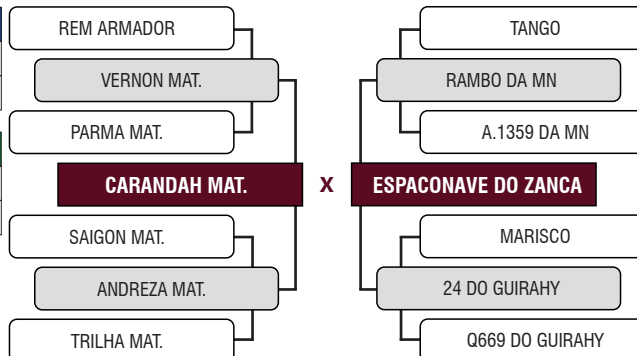 REM ARMADOR
VERNON MAT.
PARMA MAT.
CARANDAH MAT.
SAIGON MAT.
ANDREZA MAT.
TRILHA MAT.
X
TANGO
RAMBO DA MN
A.1359 DA MN
ESPACONAVE DO ZANCA
MARISCO
24 DO GUIRAHY
Q669 DO GUIRAHY